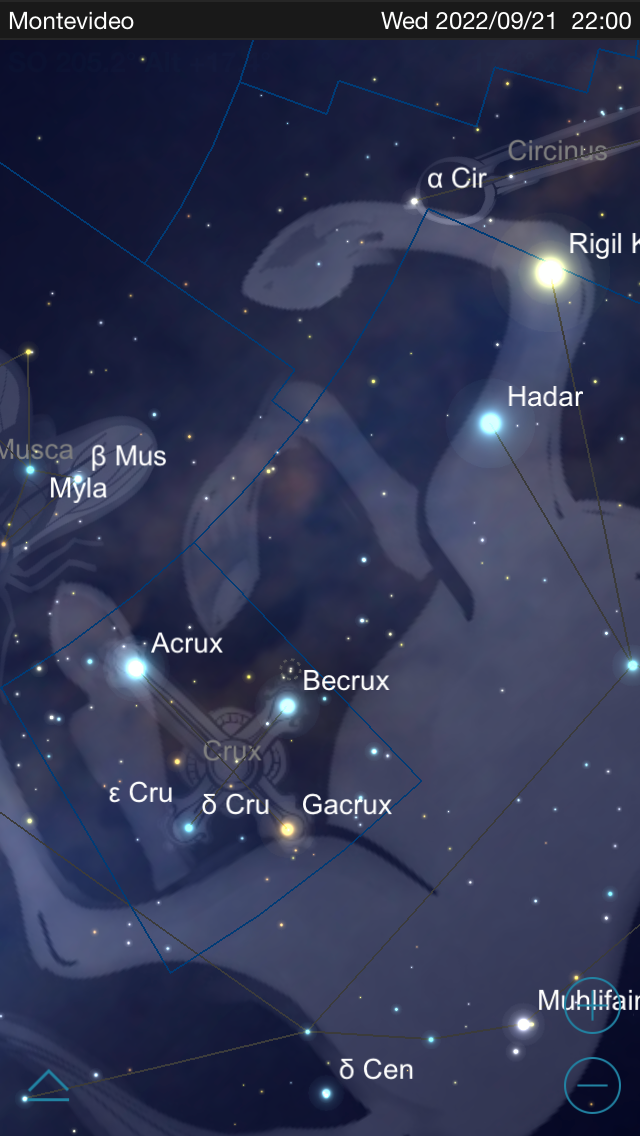 Montevideo
Wed 2022/09/21 22:00
Circinus
α Cir
Rigil K
Hadar
Musca
β Mus
Myla
Acrux
Becrux
Crux
ε Cru
δ Cru
Gacrux
Muhlifain
δ Cen